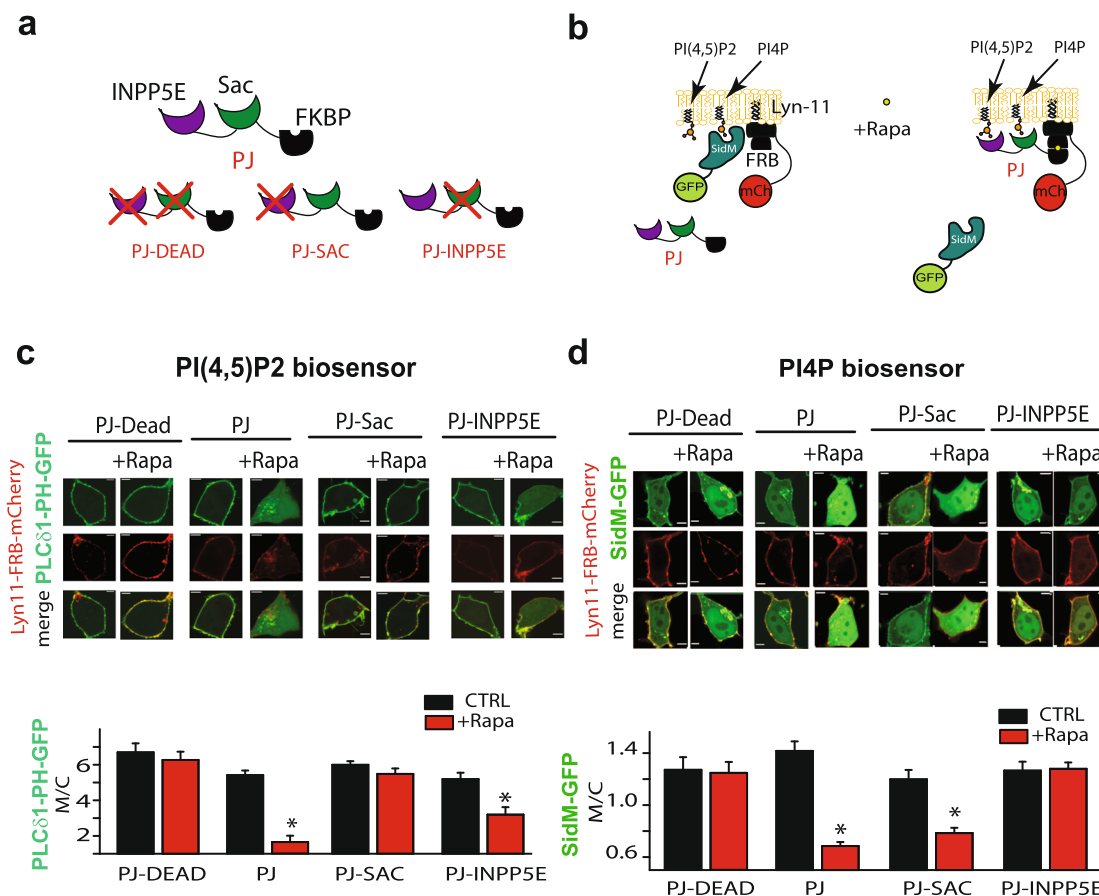 a
INPP5E
Sac
FKBP
PJ
PJ-DEAD
PJ-SAC
PJ-INPP5E
b
PI(4,5)P2
PI4P
Lyn-11
SidM
FRB
GFP
mCh
PJ
+Rapa
PI(4,5)P2
PI4P
PJ
mCh
SidM
GFP
c
PI(4,5)P2 biosensor
PJ-Dead
PJ
PJ-Sac
PJ-INPP5E
+Rapa
+Rapa
+Rapa
+Rapa
PLCδ1-PH-GFP
Lyn11-FRB-mCherry
merge
CTRL
+Rapa
PLCδ1-PH-GFP
M/C
6
4
2
PJ-DEAD
PJ
PJ-SAC
PJ-INPP5E
d
PI4P biosensor
PJ-Dead
PJ
PJ-Sac
PJ-INPP5E
+Rapa
+Rapa
+Rapa
+Rapa
SidM-GFP
Lyn11-FRB-mCherry
merge
CTRL
+Rapa
SidM-GFP
M/C
1.4
1.0
0.6
*
*
*
*
PJ-DEAD
PJ
PJ-SAC
PJ-INPP5E